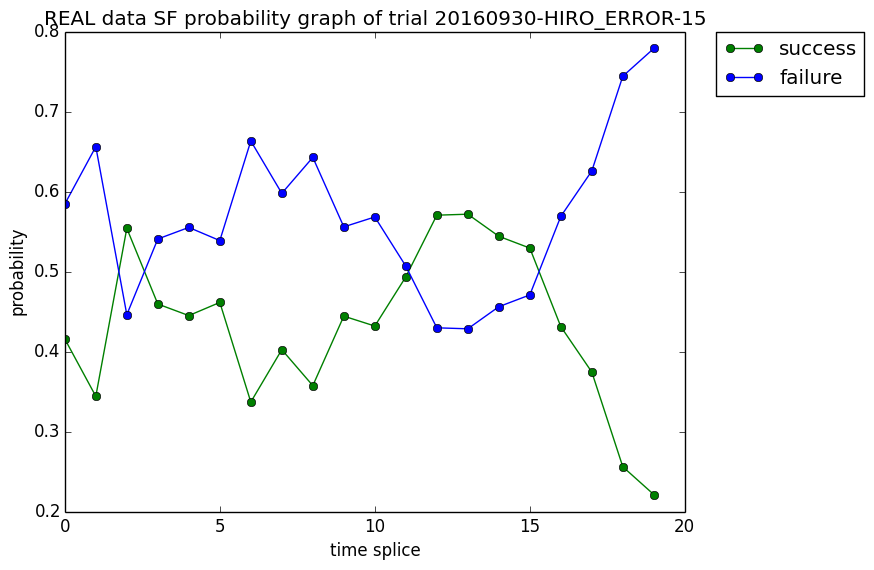 REAL data SF probability graph of trial 20160930-HIRO_ERROR-15
success
failure
0.8
0.7
0.6
0.5
0.4
0.3
0.2
probability
0 5 10 15 20
time splice